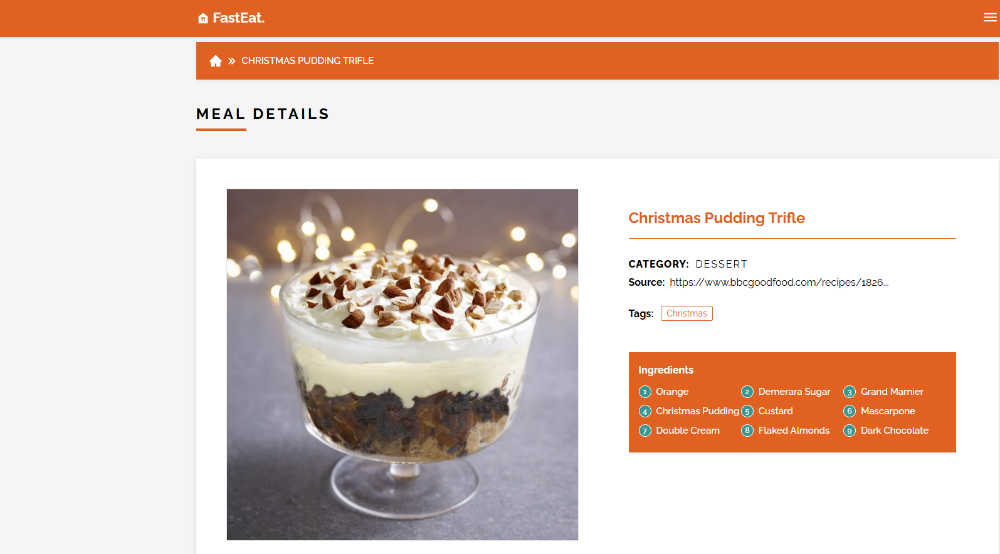 FastEat.
CHRISTMAS PUDDING TRIFLE
MEAL DETAILS
Christmas Pudding Trifle
CATEGORY: DESSERT
Source: https://www.bbcgoodfood.com/recipes/1826...
Tags: Christmas
Ingredients
1 Orange 2 Demerara Sugar 3 Grand Marnier
4 Christmas Pudding 5 Custard 6 Mascarpone
7 Double Cream 8 Flaked Almonds 9 Dark Chocolate